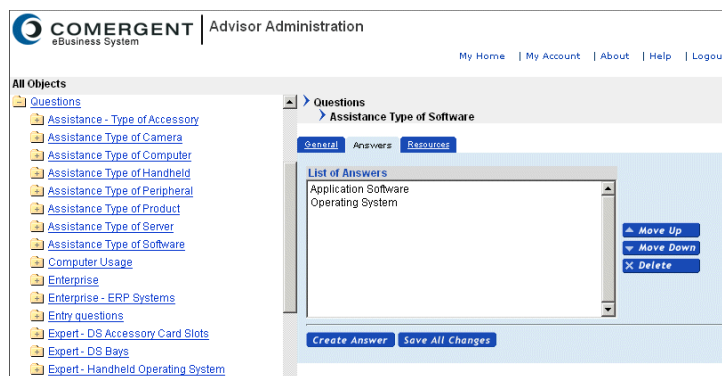 COMERGENT
eBusiness System
Advisor Administration
My Home | My Account | About | Help | Logou
All Objects
Questions
Assistance - Type of Accessory
Assistance Type of Camera
Assistance Type of Computer
Assistance Type of Handheld
Assistance Type of Peripheral
Assistance Type of Product
Assistance Type of Server
Assistance Type of Software
Computer Usage
Enterprise
Enterprise - ERP Systems
Entry questions
Expert - DS Accessory Card Slots
Expert - DS Bays
Expert - Handheld Operating System
Questions
Assistance Type of Software
General Answers Resources
List of Answers
Application Software
Operating System
Move Up
Move Down
X Delete
Create Answer Save All Changes